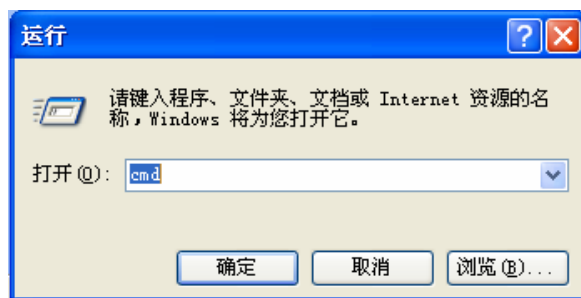 运行
请键入程序、文件夹、文档或 Internet 资源的名
称，Windows 将为您打开它。
打开(O): cmd
确定 取消 浏览(B)...